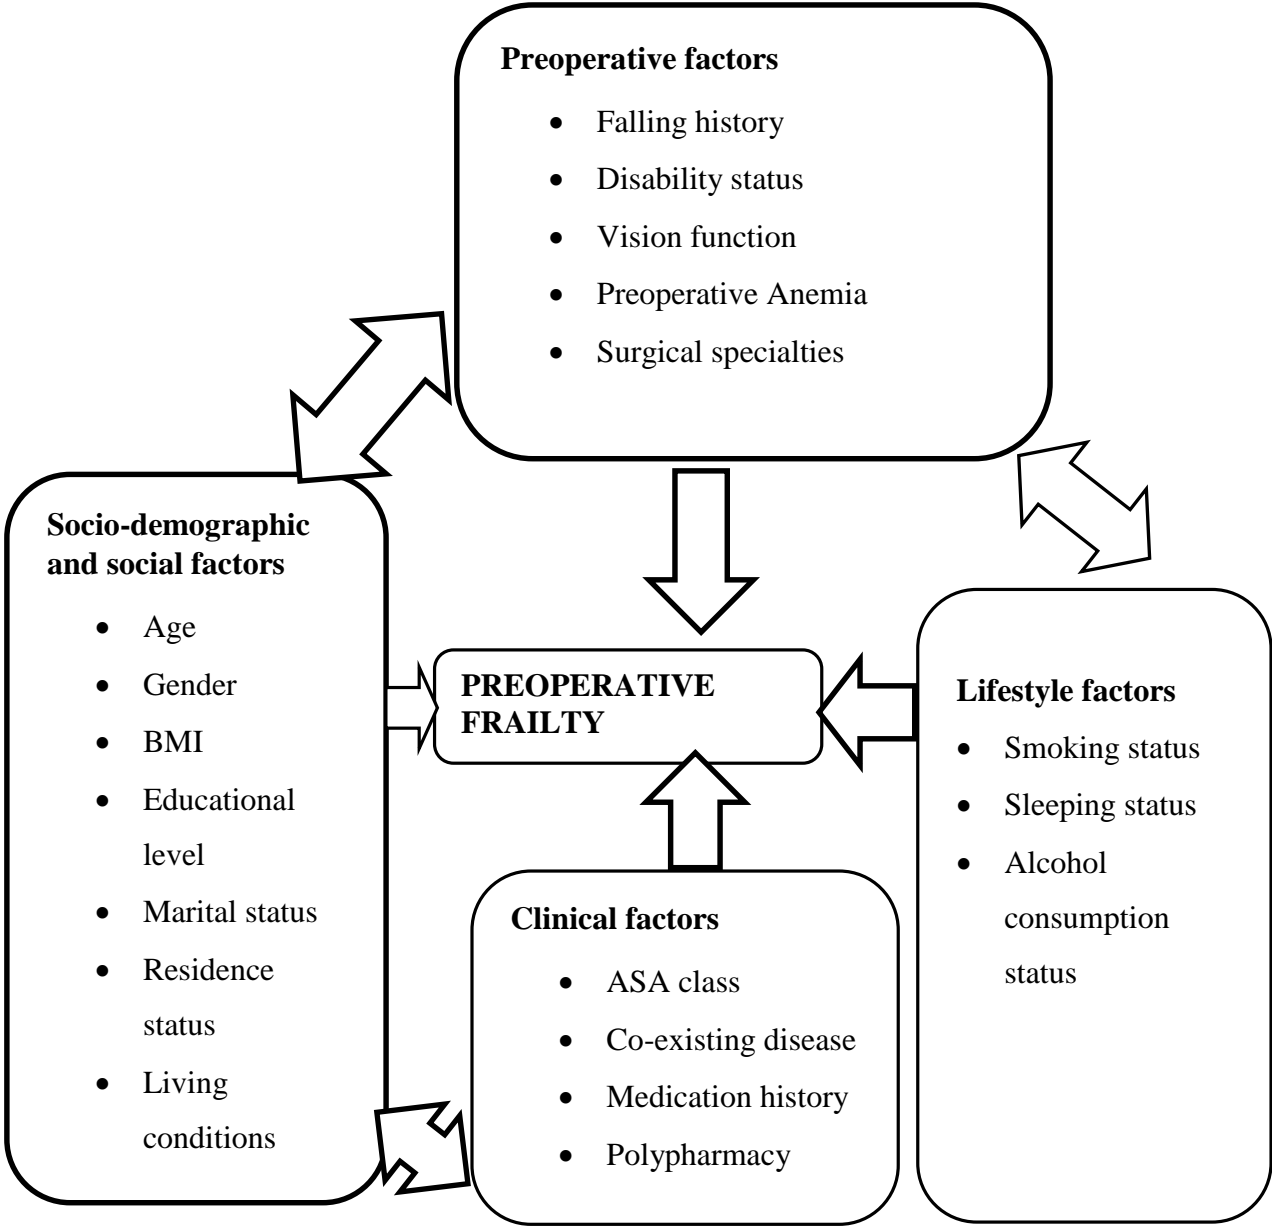 Preoperative factors
• Falling history
• Disability status
• Vision function
• Preoperative Anemia
• Surgical specialties
Socio-demographic
and social factors
• Age
• Gender
• BMI
• Educational
level
• Marital status
• Residence
status
• Living
conditions
PREOPERATIVE
FRAILTY
Lifestyle factors
• Smoking status
• Sleeping status
• Alcohol
consumption
status
Clinical factors
• ASA class
• Co-existing disease
• Medication history
• Polypharmacy